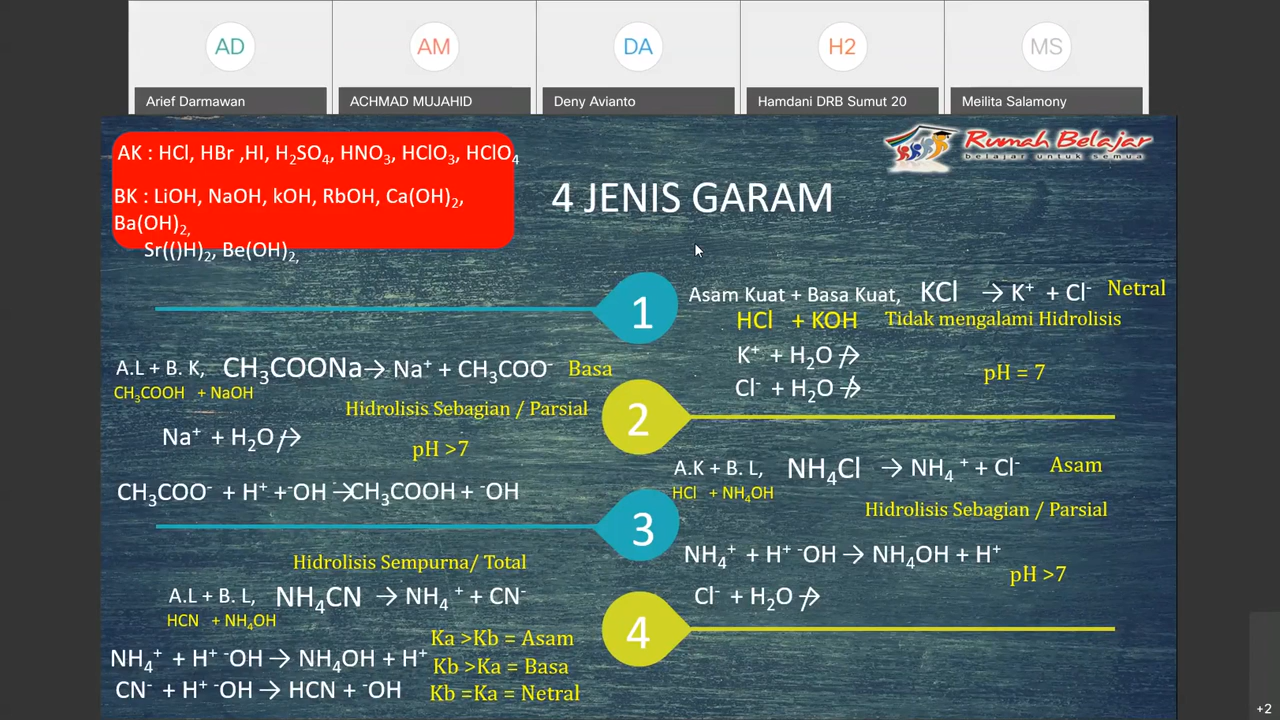 AD
AM
DA
H2
MS
Arief Darmawan
ACHMAD MUJAHID
Deny Avianto
Hamdani DRB Sumut 20
Meilita Salamony
AK : HCl, HBr ,HI, H₂SO₄, HNO₃, HClO₃, HClO₄
BK : LiOH, NaOH, kOH, RbOH, Ca(OH)₂,
Ba(OH)₂,
Sr(()H)₂, Be(OH)₂,
Rumah Belajar
belajar untuk semua
4 JENIS GARAM
1
Asam Kuat + Basa Kuat, KCl → K⁺ + Cl⁻ Netral
HCl + KOH Tidak mengalami Hidrolisis
K⁺ + H₂O ↛
Cl⁻ + H₂O ↛
pH = 7
A.L + B. K, CH₃COONa→ Na⁺ + CH₃COO⁻ Basa
CH₃COOH + NaOH
Hidrolisis Sebagian / Parsial
2
Na⁺ + H₂O ↛
pH >7
CH₃COO⁻ + H⁺ +⁻OH →CH₃COOH + ⁻OH
A.K + B. L, NH₄Cl → NH₄ ⁺ + Cl⁻ Asam
HCl + NH₄OH
Hidrolisis Sebagian / Parsial
3
NH₄⁺ + H⁺ ⁻OH → NH₄OH + H⁺
pH >7
Cl⁻ + H₂O ↛
Hidrolisis Sempurna/ Total
A.L + B. L, NH₄CN → NH₄ ⁺ + CN⁻
HCN + NH₄OH
4
Ka >Kb = Asam
NH₄⁺ + H⁺ ⁻OH → NH₄OH + H⁺
Kb >Ka = Basa
CN⁻ + H⁺ ⁻OH → HCN + ⁻OH
Kb =Ka = Netral
+2